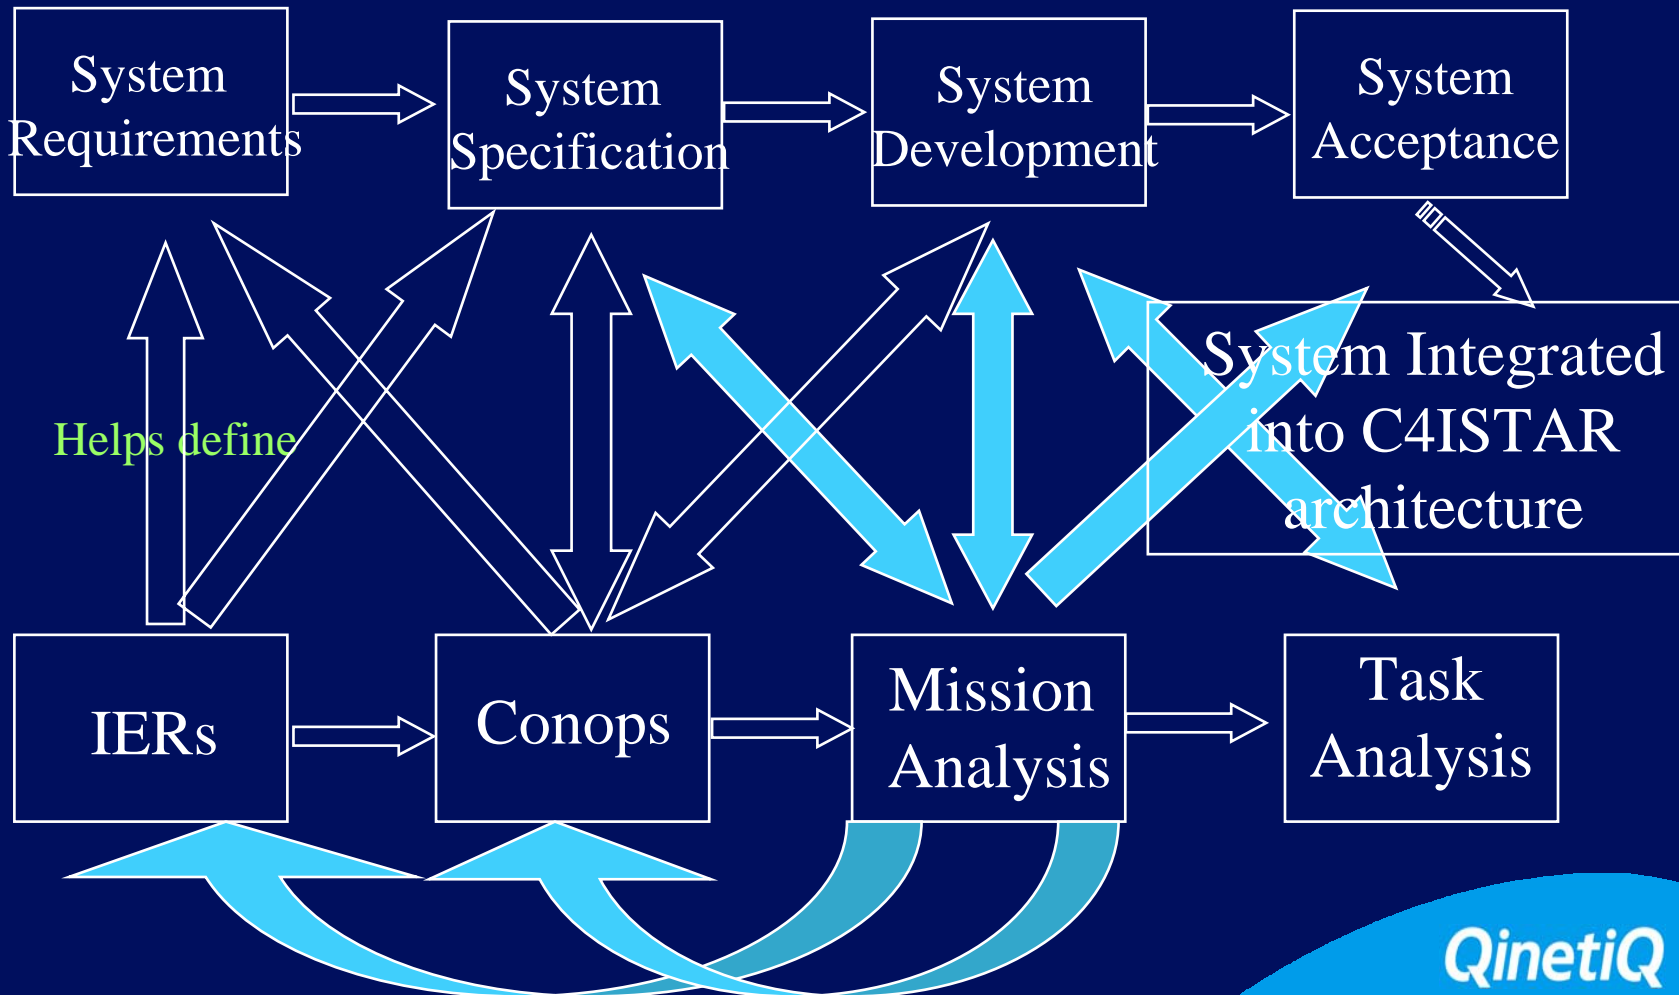 System
Requirements
System
Specification
System
Development
System
Acceptance
Helps define
System Integrated
into C4ISTAR
architecture
IERs
Conops
Mission
Analysis
Task
Analysis
QinetiQ